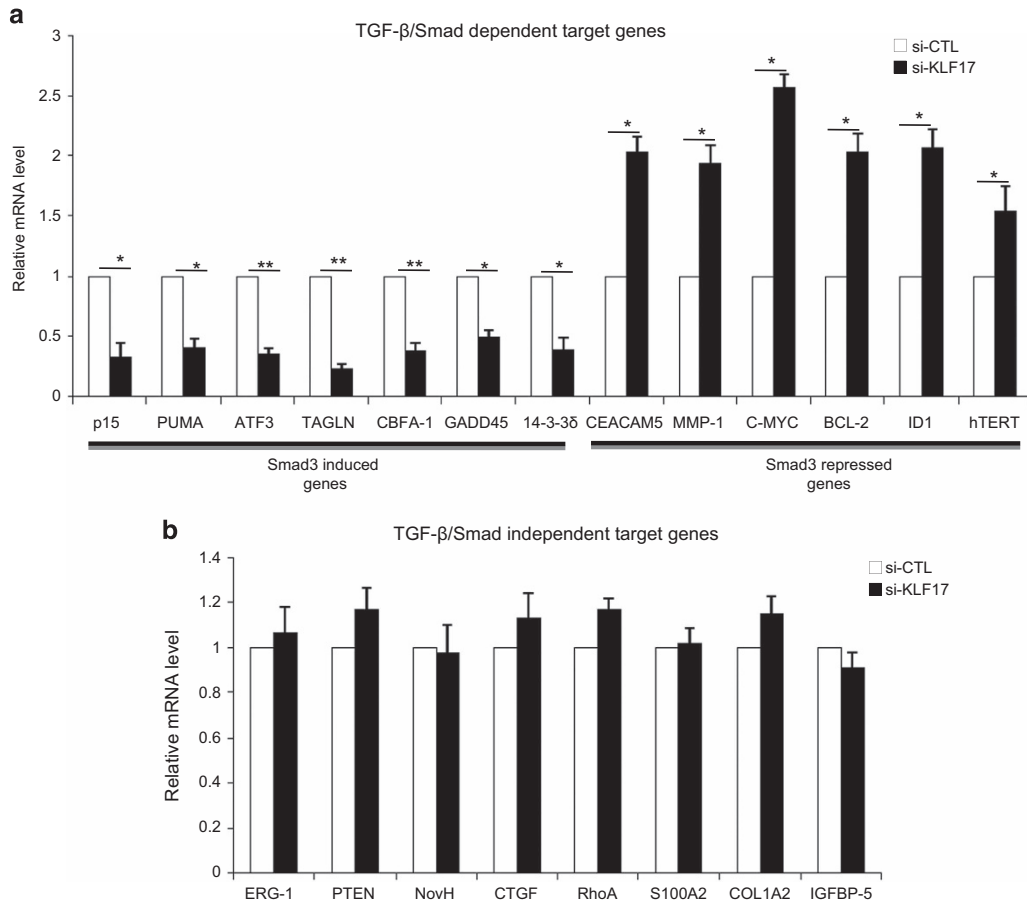 a
TGF-β/Smad dependent target genes
si-CTL
si-KLF17
Relative mRNA level
3
2.5
2
1.5
1
0.5
0
* * ** ** ** * * * * * * * *
p15 PUMA ATF3 TAGLN CBFA-1 GADD45 14-3-3δ CEACAM5 MMP-1 C-MYC BCL-2 ID1 hTERT
Smad3 induced
genes
Smad3 repressed
genes
b
TGF-β/Smad independent target genes
si-CTL
si-KLF17
Relative mRNA level
1.4
1.2
1
0.8
0.6
0.4
0.2
0
ERG-1 PTEN NovH CTGF RhoA S100A2 COL1A2 IGFBP-5